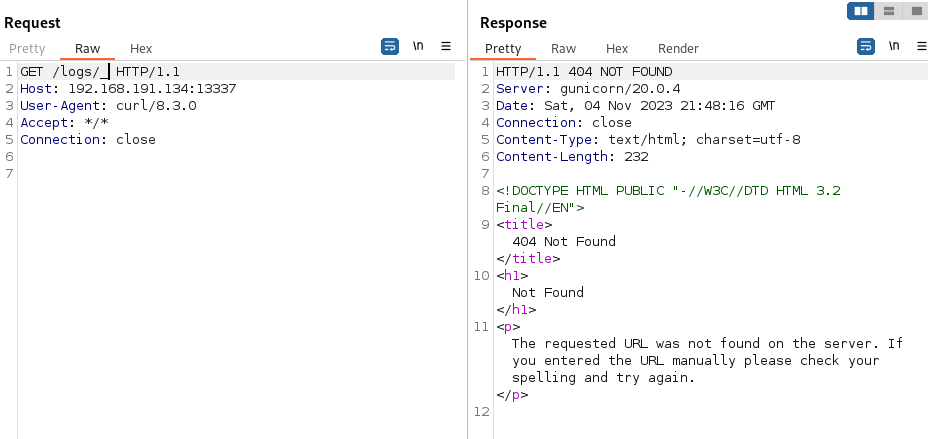 Request
Pretty Raw Hex \n
1 GET /logs/_ HTTP/1.1
2 Host: 192.168.191.134:13337
3 User-Agent: curl/8.3.0
4 Accept: */*
5 Connection: close
6
7
Response
Pretty Raw Hex Render \n
1 HTTP/1.1 404 NOT FOUND
2 Server: gunicorn/20.0.4
3 Date: Sat, 04 Nov 2023 21:48:16 GMT
4 Connection: close
5 Content-Type: text/html; charset=utf-8
6 Content-Length: 232
7
8 <!DOCTYPE HTML PUBLIC "-//W3C//DTD HTML 3.2
Final//EN">
9 <title>
404 Not Found
</title>
10 <h1>
Not Found
</h1>
11 <p>
The requested URL was not found on the server. If
you entered the URL manually please check your
spelling and try again.
</p>
12